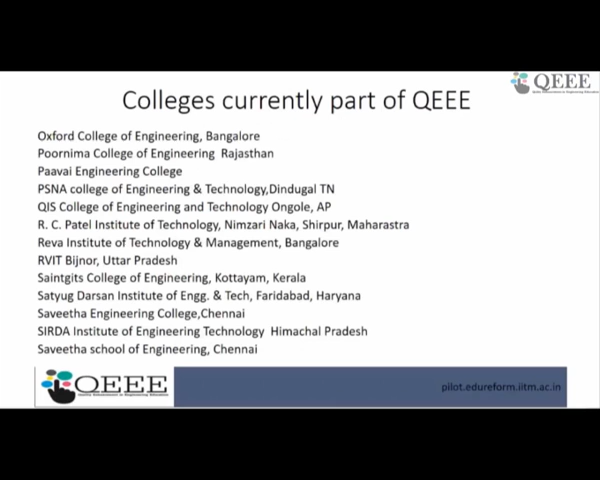 QEEE
Colleges currently part of QEEE
Oxford College of Engineering, Bangalore
Poornima College of Engineering Rajasthan
Paavai Engineering College
PSNA college of Engineering & Technology,Dindugal TN
QIS College of Engineering and Technology Ongole, AP
R. C. Patel Institute of Technology, Nimzari Naka, Shirpur, Maharastra
Reva Institute of Technology & Management, Bangalore
RVIT Bijnor, Uttar Pradesh
Saintgits College of Engineering, Kottayam, Kerala
Satyug Darsan Institute of Engg. & Tech, Faridabad, Haryana
Saveetha Engineering College,Chennai
SIRDA Institute of Engineering Technology Himachal Pradesh
Saveetha school of Engineering, Chennai
QEEE
pilot.edureform.iitm.ac.in